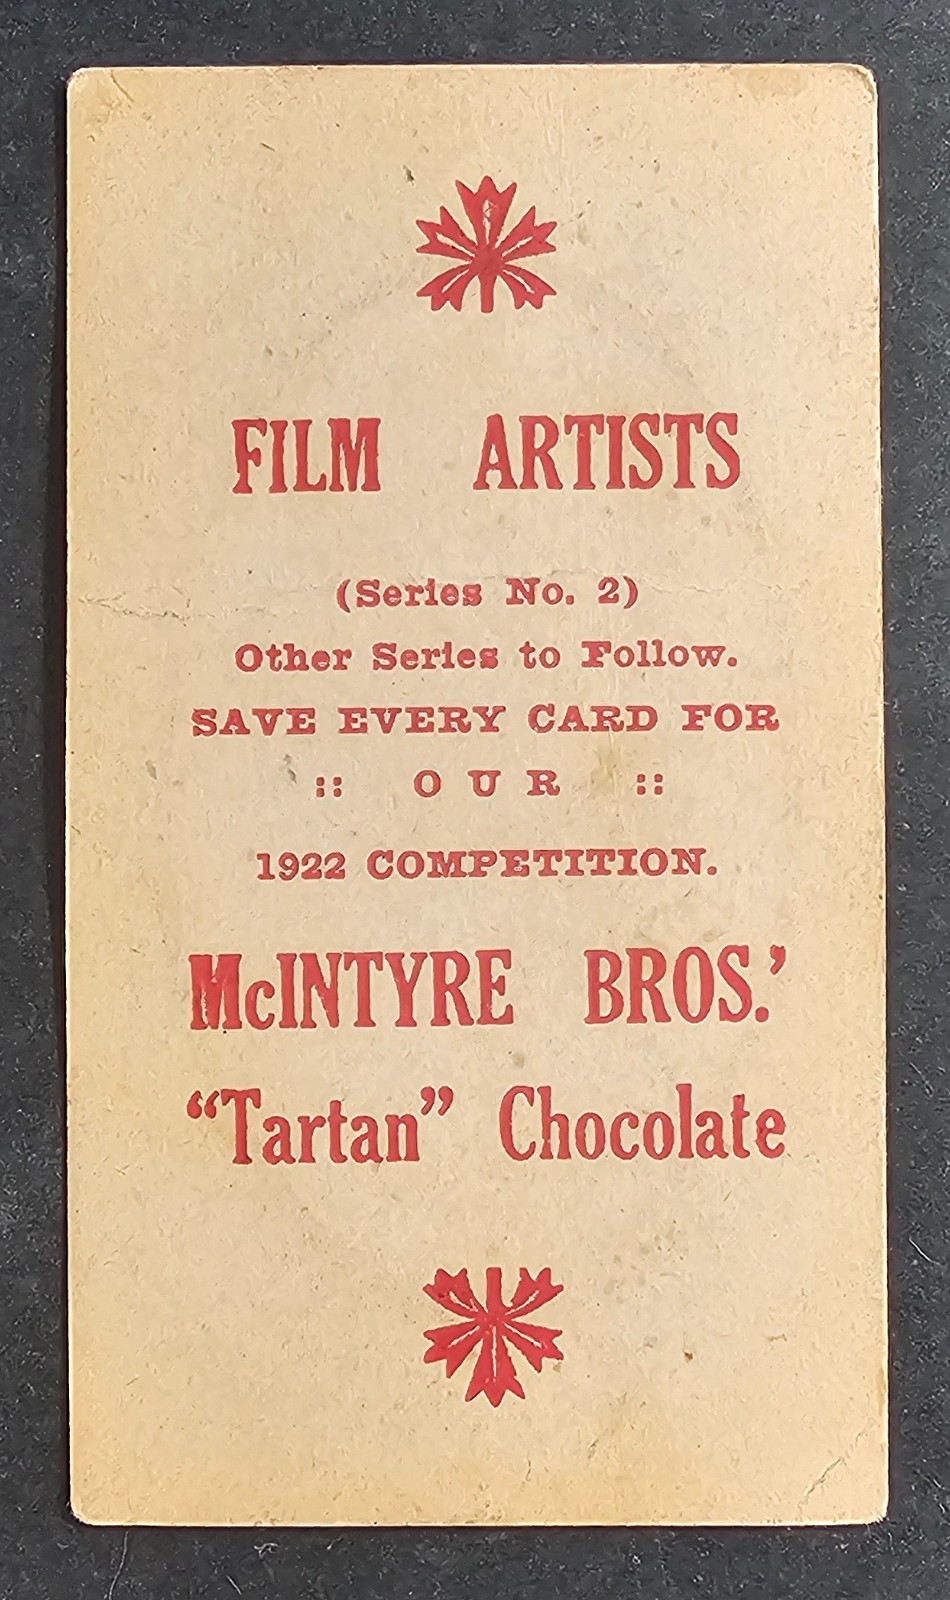 FILM ARTISTS
(Series No. 2)
Other Series to Follow.
SAVE EVERY CARD FOR
:: OUR ::
1922 COMPETITION.
McINTYRE BROS.'
“Tartan” Chocolate